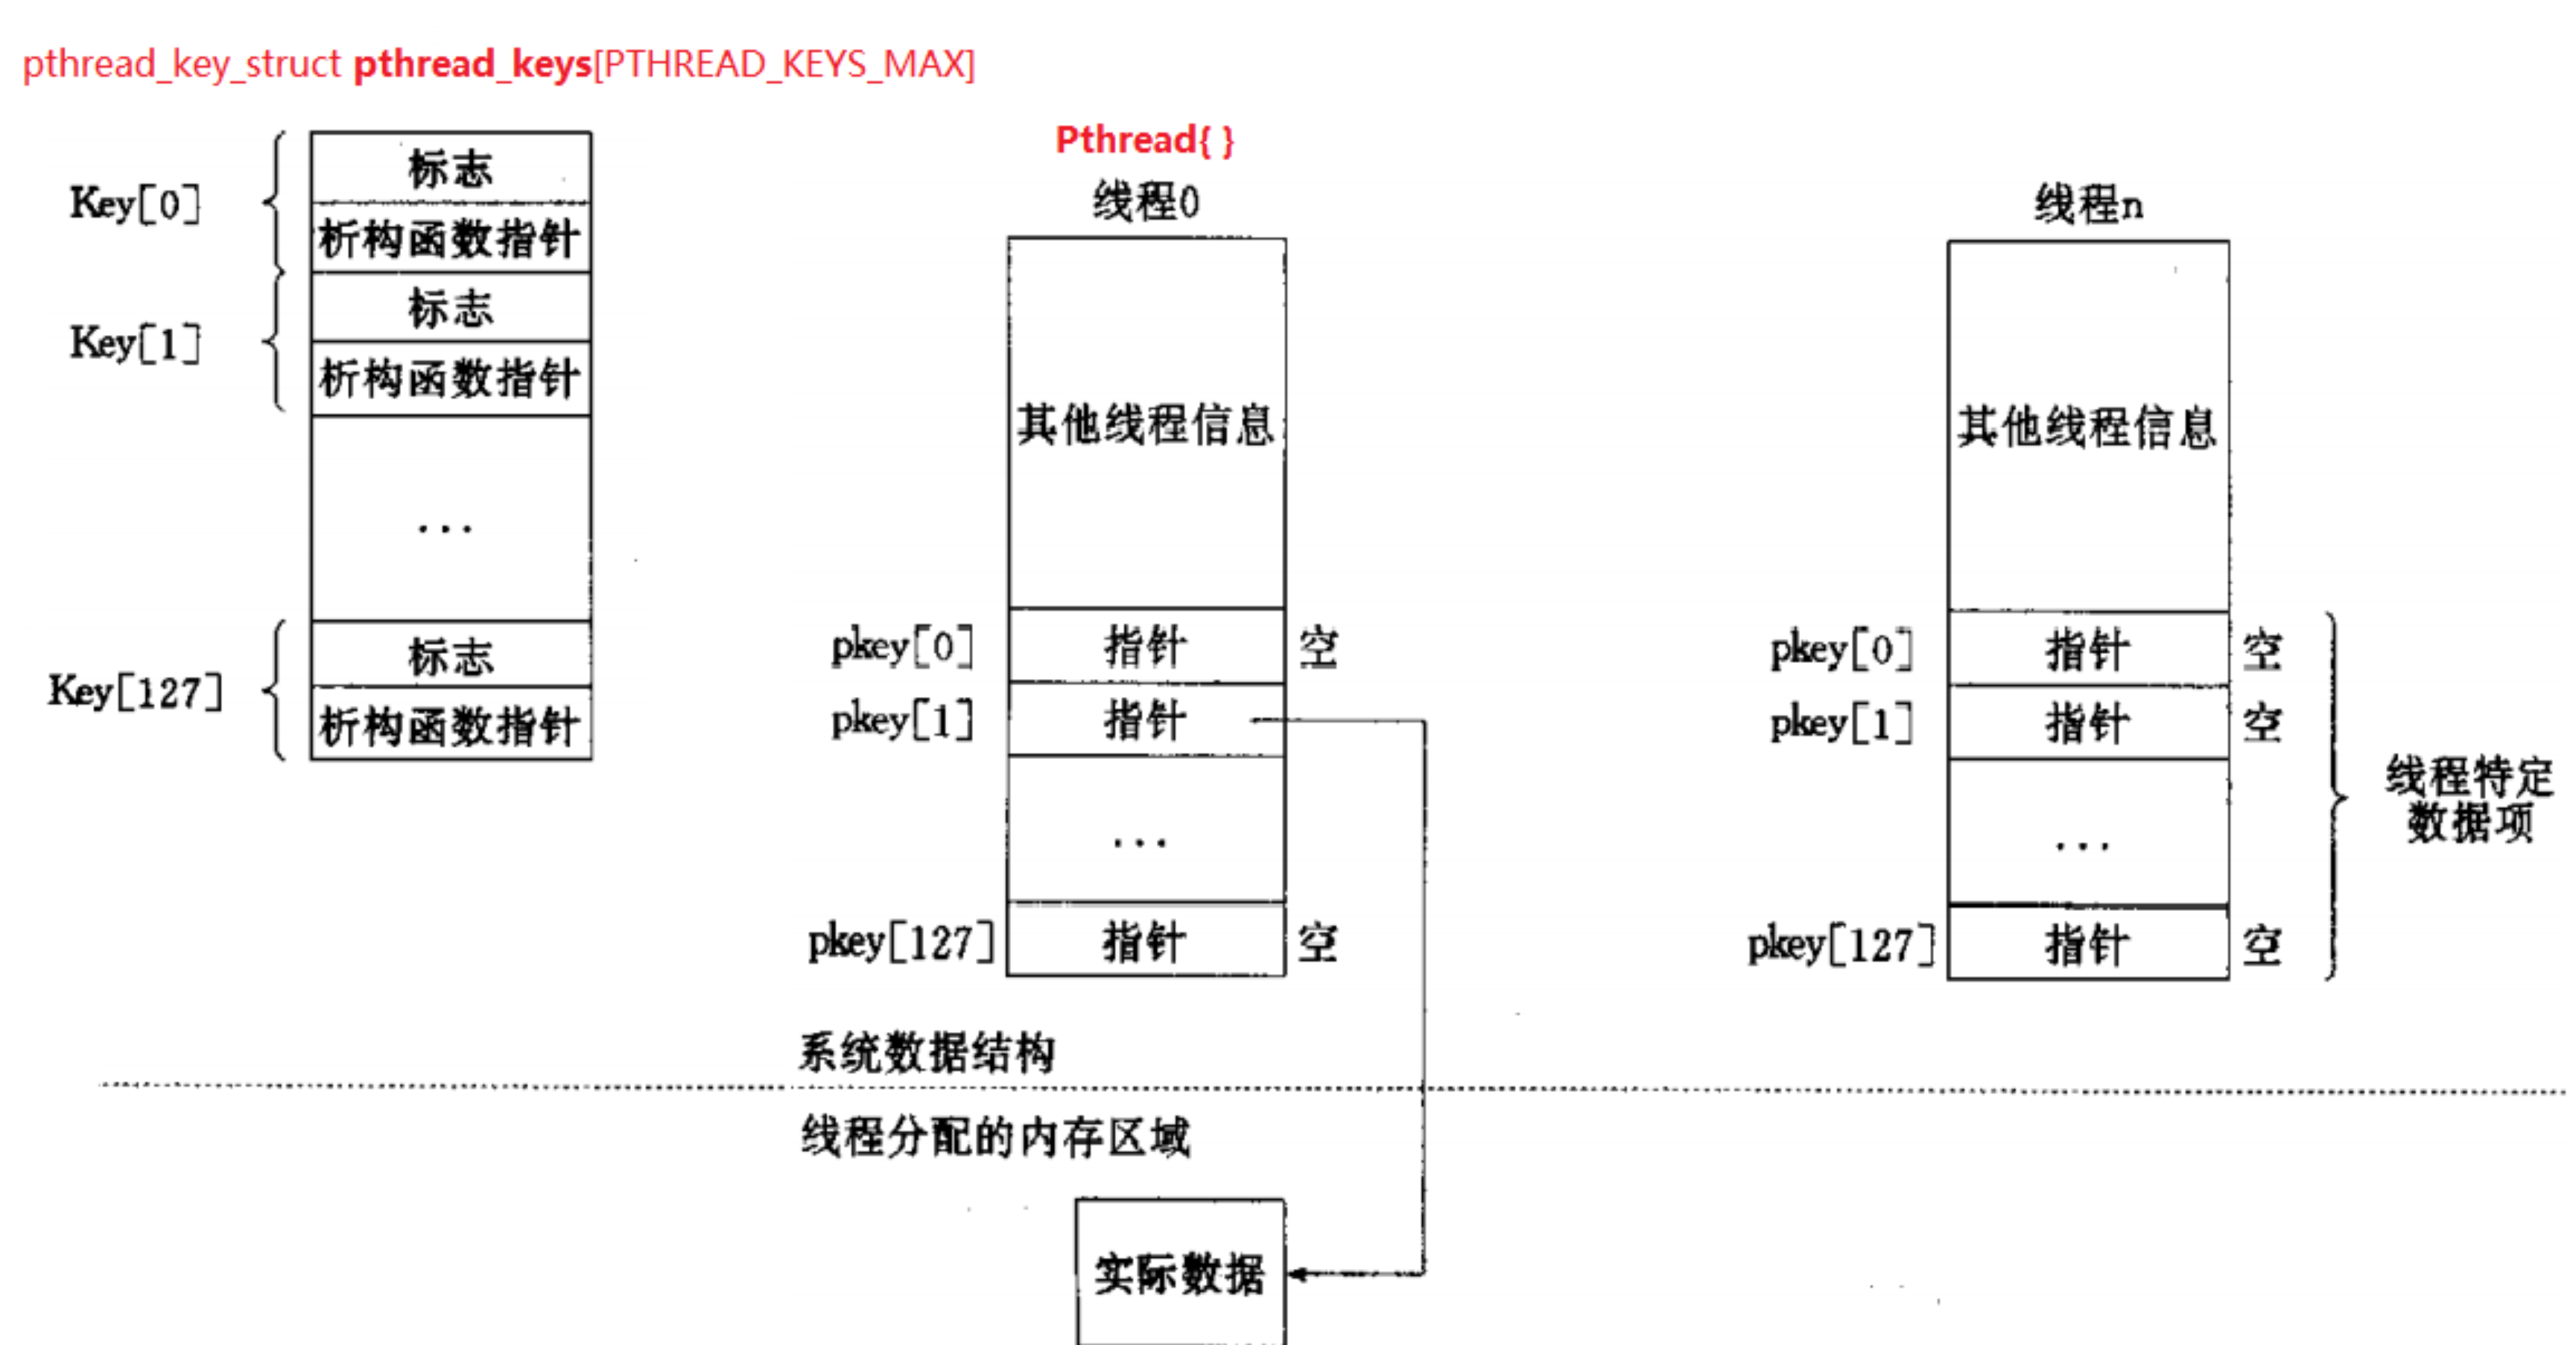 pthread_key_struct pthread_keys[PTHREAD_KEYS_MAX]
Key[0]
标志
析构函数指针
Key[1]
标志
析构函数指针
...
Key[127]
标志
析构函数指针
Pthread{ }
线程0
其他线程信息
pkey[0] 指针 空
pkey[1] 指针
...
pkey[127] 指针 空
线程n
其他线程信息
pkey[0] 指针 空
pkey[1] 指针 空
...
pkey[127] 指针 空
线程特定
数据项
系统数据结构
线程分配的内存区域
实际数据